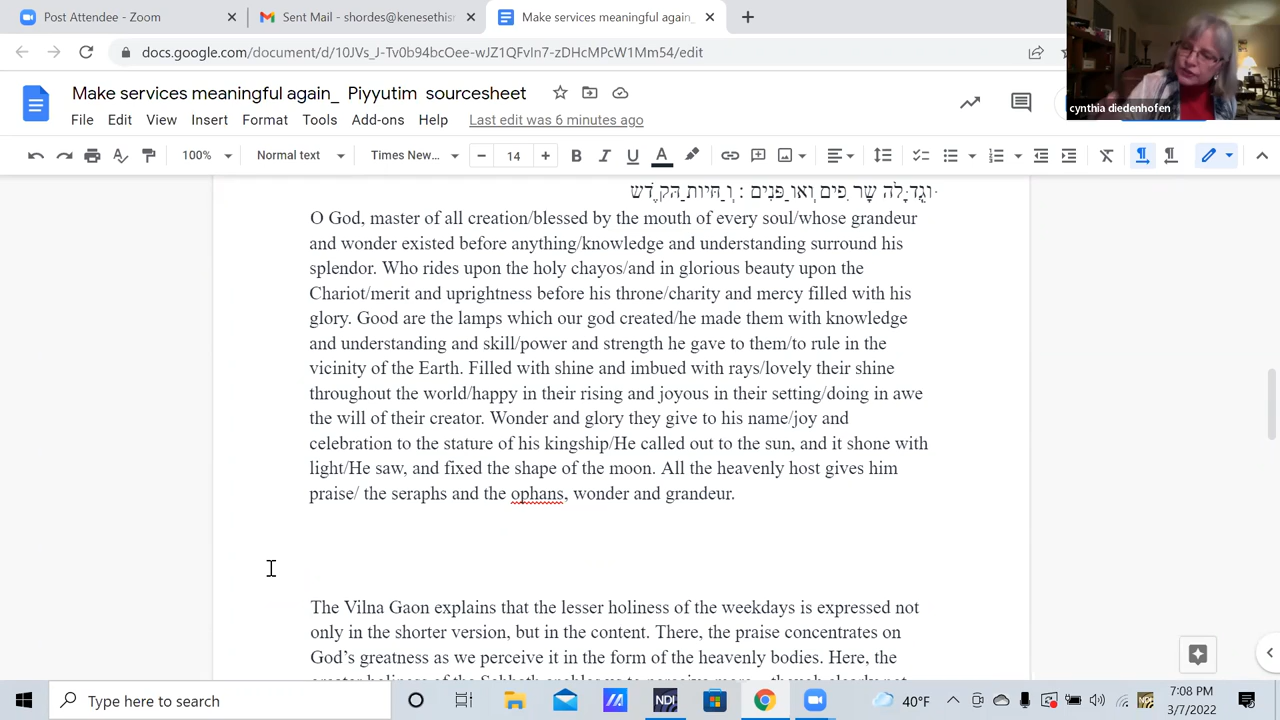 Post Attendee - Zoom
Sent Mail - shorties@kenesethisr
Make services meaningful again_
docs.google.com/document/d/10JVs_J-Tv0b94bcOee-wJZ1QFvln7-zDHcMPcW1Mm54/edit
cynthia diedenhofen
Make services meaningful again_ Piyyutim sourcesheet
File Edit View Insert Format Tools Add-ons Help Last edit was 6 minutes ago
100% Normal text Times New... 14
O God, master of all creation/blessed by the mouth of every soul/whose grandeur
and wonder existed before anything/knowledge and understanding surround his
splendor. Who rides upon the holy chayos/and in glorious beauty upon the
Chariot/merit and uprightness before his throne/charity and mercy filled with his
glory. Good are the lamps which our god created/he made them with knowledge
and understanding and skill/power and strength he gave to them/to rule in the
vicinity of the Earth. Filled with shine and imbued with rays/lovely their shine
throughout the world/happy in their rising and joyous in their setting/doing in awe
the will of their creator. Wonder and glory they give to his name/joy and
celebration to the stature of his kingship/He called out to the sun, and it shone with
light/He saw, and fixed the shape of the moon. All the heavenly host gives him
praise/ the seraphs and the ophans, wonder and grandeur.
The Vilna Gaon explains that the lesser holiness of the weekdays is expressed not
only in the shorter version, but in the content. There, the praise concentrates on
God's greatness as we perceive it in the form of the heavenly bodies. Here, the
Type here to search
NDI
40°F
7:08 PM
3/7/2022